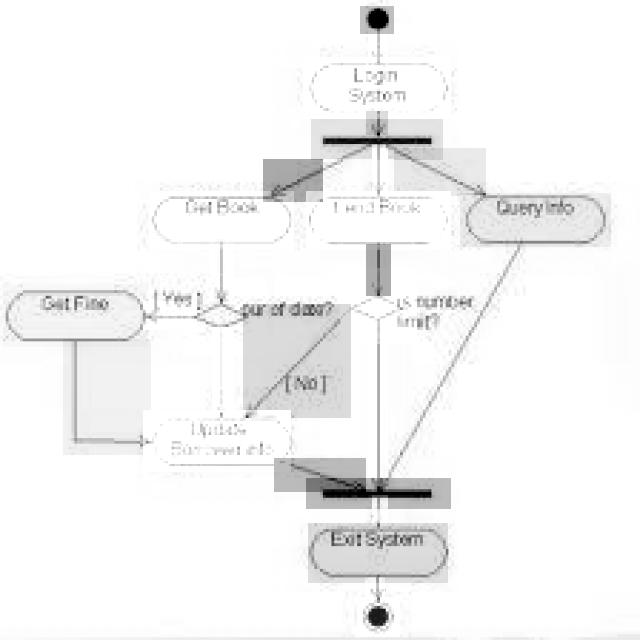 Login
System
Get Book
Lend Book
Query Info
Get Fine
[Yes]
our of date?
is number
limit?
[No]
Update
Borrower info
Exit System